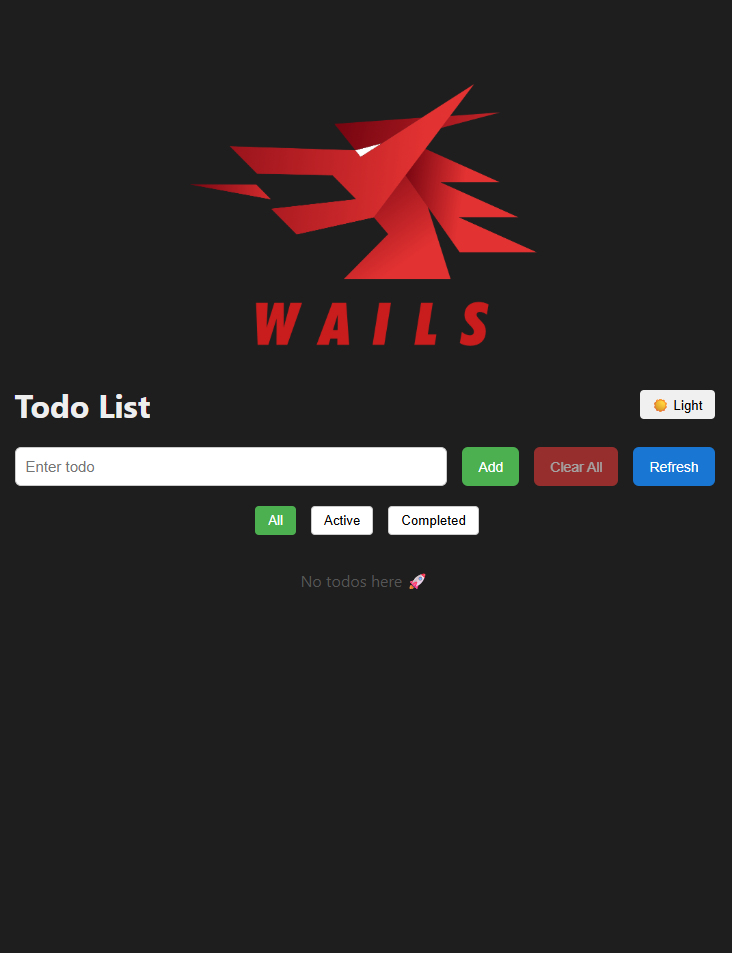 WAILS
Todo List
☀️ Light
Enter todo
Add
Clear All
Refresh
All
Active
Completed
No todos here 🚀